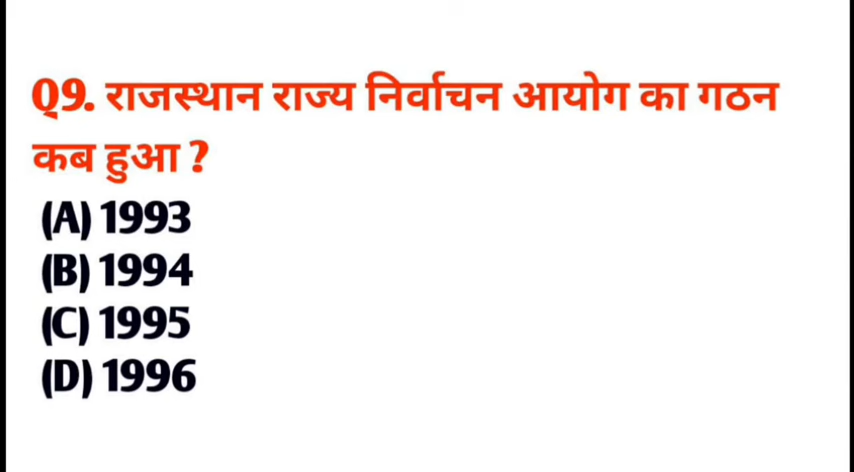 Q9. राजस्थान राज्य निर्वाचन आयोग का गठन
कब हुआ ?
(A) 1993
(B) 1994
(C) 1995
(D) 1996